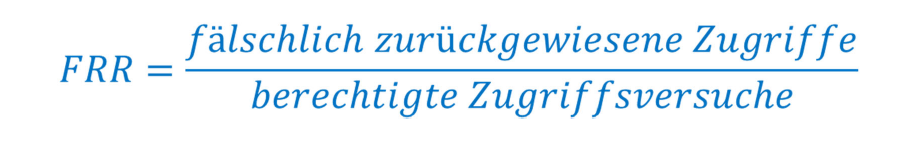 FRR = fälschlich zurückgewiesene Zugriffe
berechtigte Zugriffsversuche